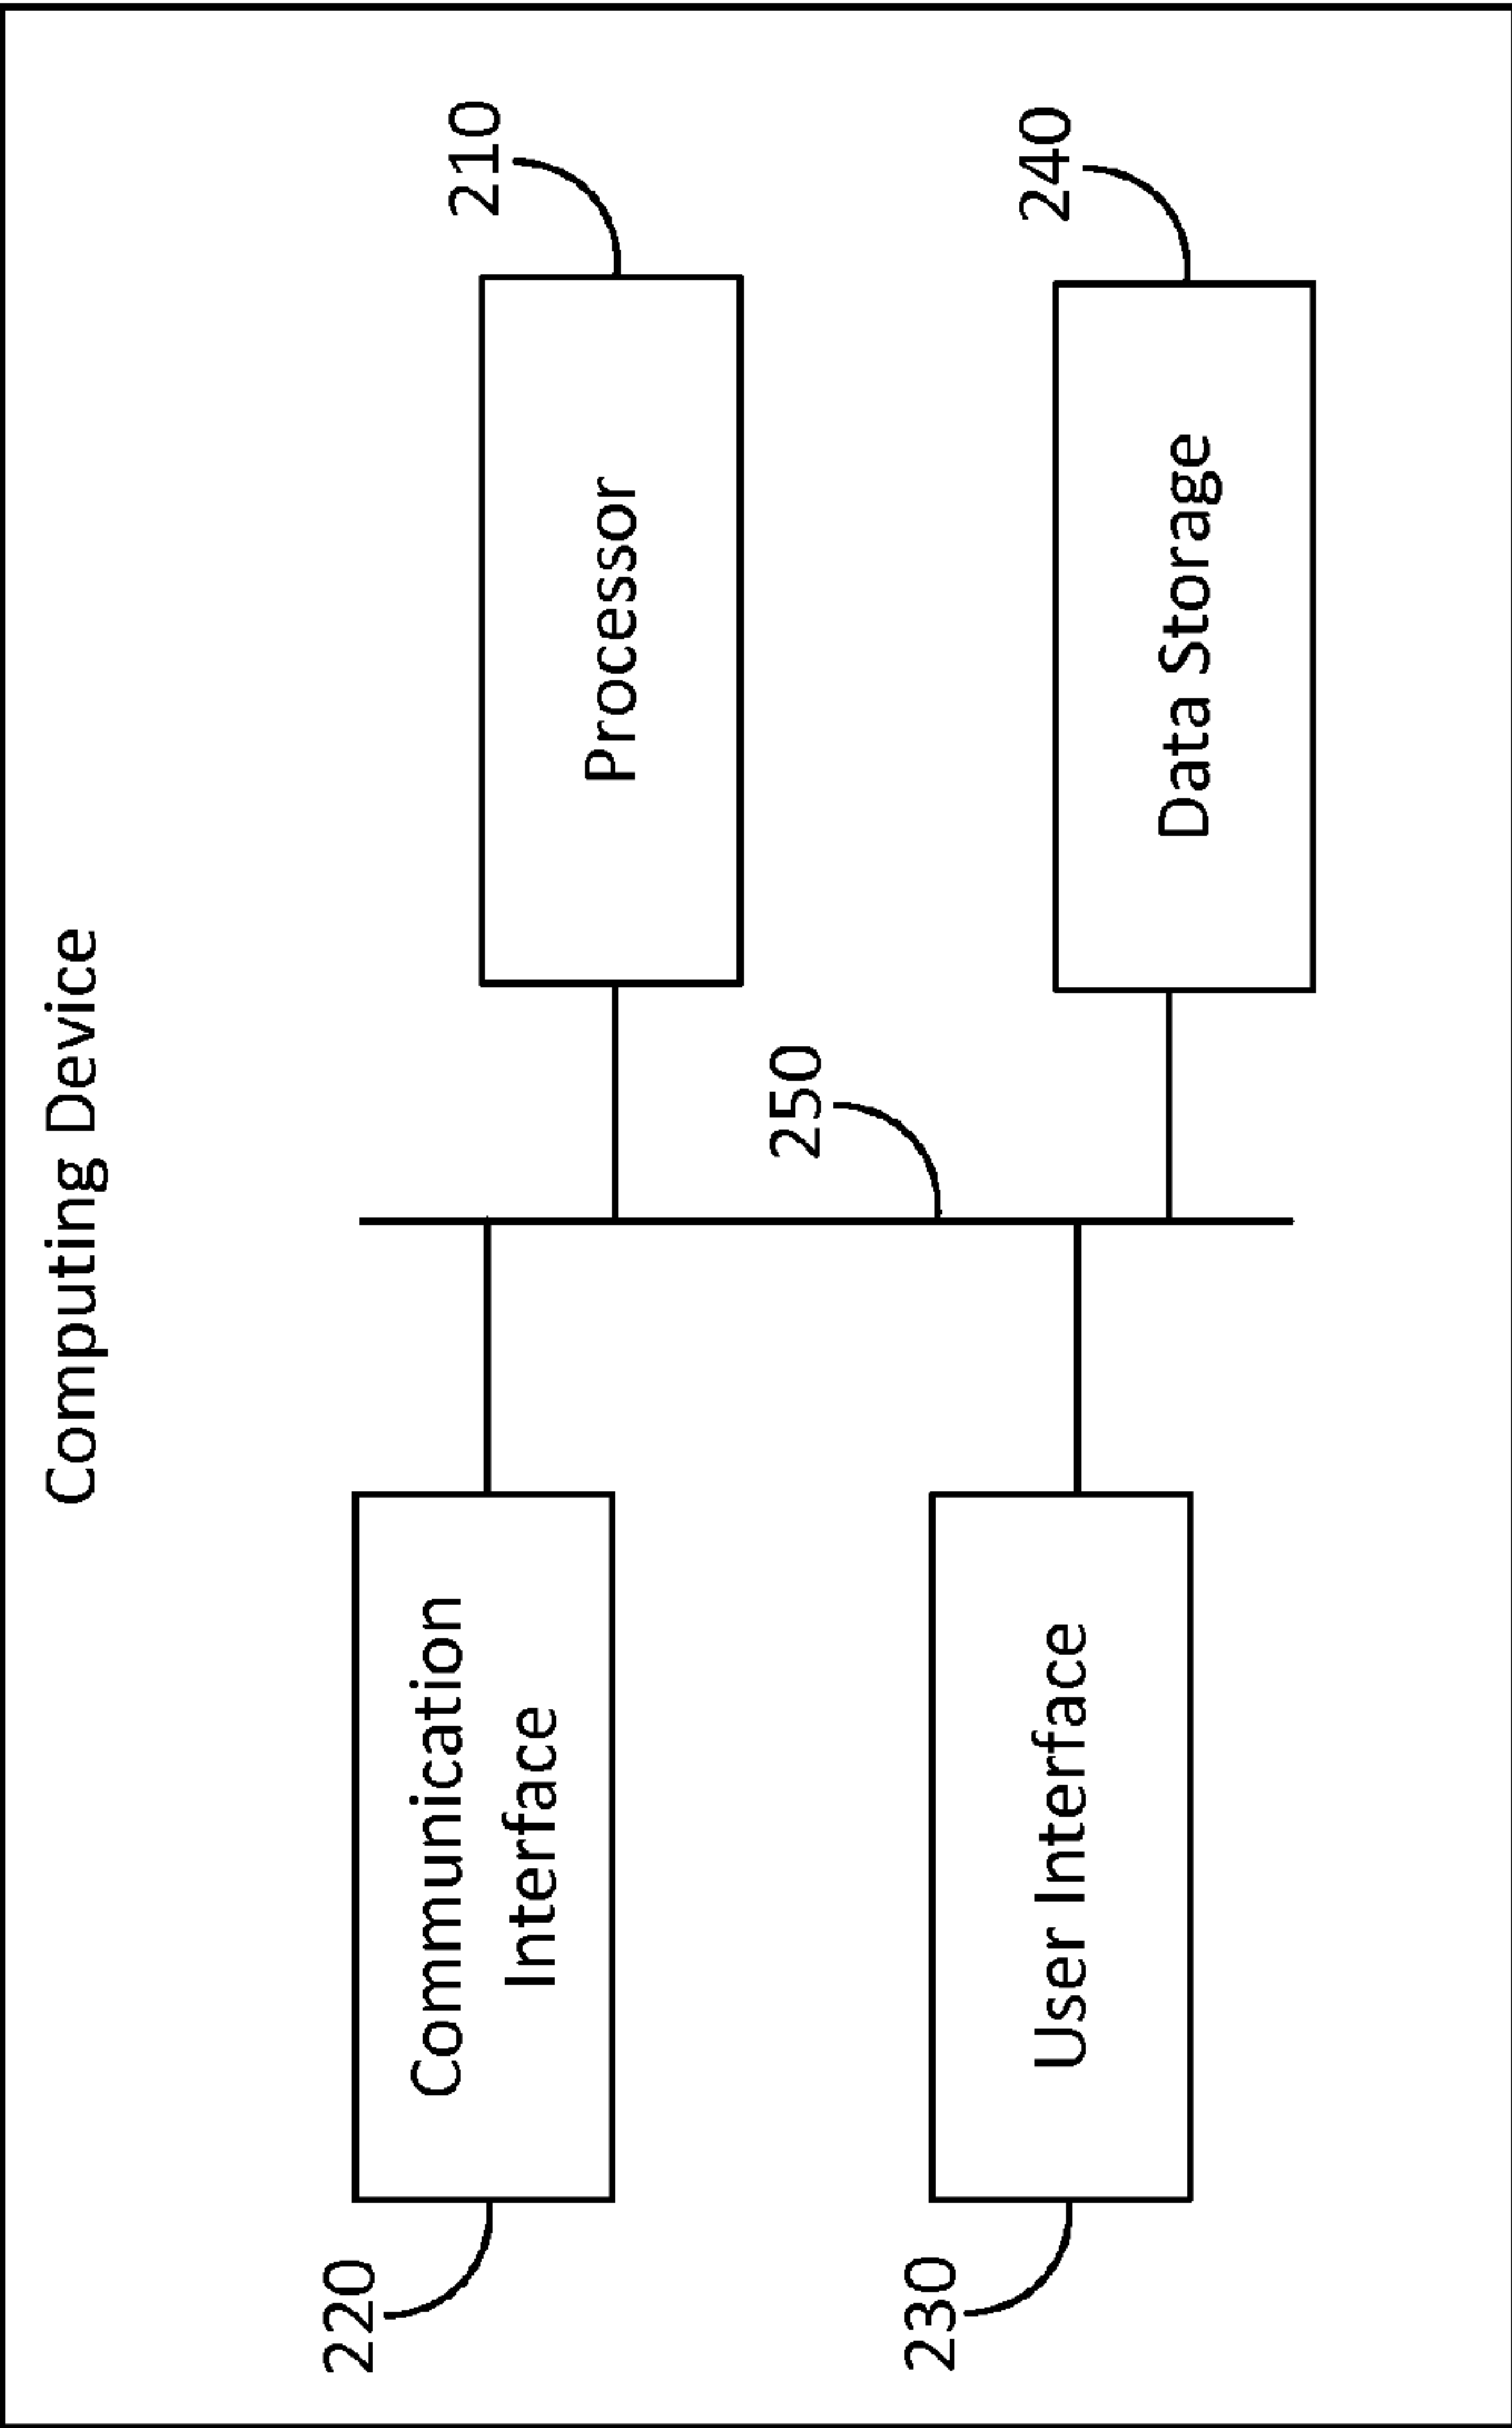 Computing Device
220
Communication
Interface
210
Processor
250
230
User Interface
240
Data Storage